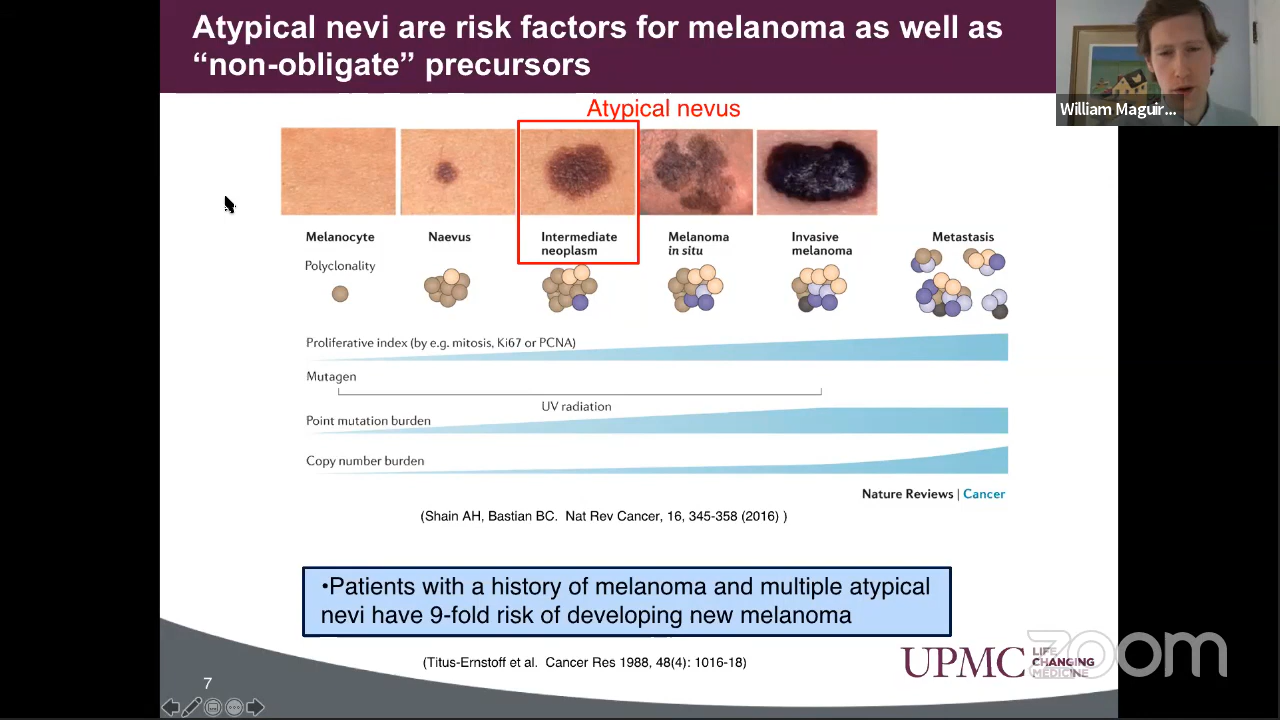 Atypical nevi are risk factors for melanoma as well as
“non-obligate” precursors
William Maguir...
Atypical nevus
Melanocyte
Naevus
Intermediate
neoplasm
Melanoma
in situ
Invasive
melanoma
Metastasis
Polyclonality
Proliferative index (by e.g. mitosis, Ki67 or PCNA)
Mutagen
UV radiation
Point mutation burden
Copy number burden
Nature Reviews | Cancer
(Shain AH, Bastian BC. Nat Rev Cancer, 16, 345-358 (2016) )
•Patients with a history of melanoma and multiple atypical
nevi have 9-fold risk of developing new melanoma
(Titus-Ernstoff et al. Cancer Res 1988, 48(4): 1016-18)
UPMC
LIFE
CHANGING
MEDICINE
zoom
7